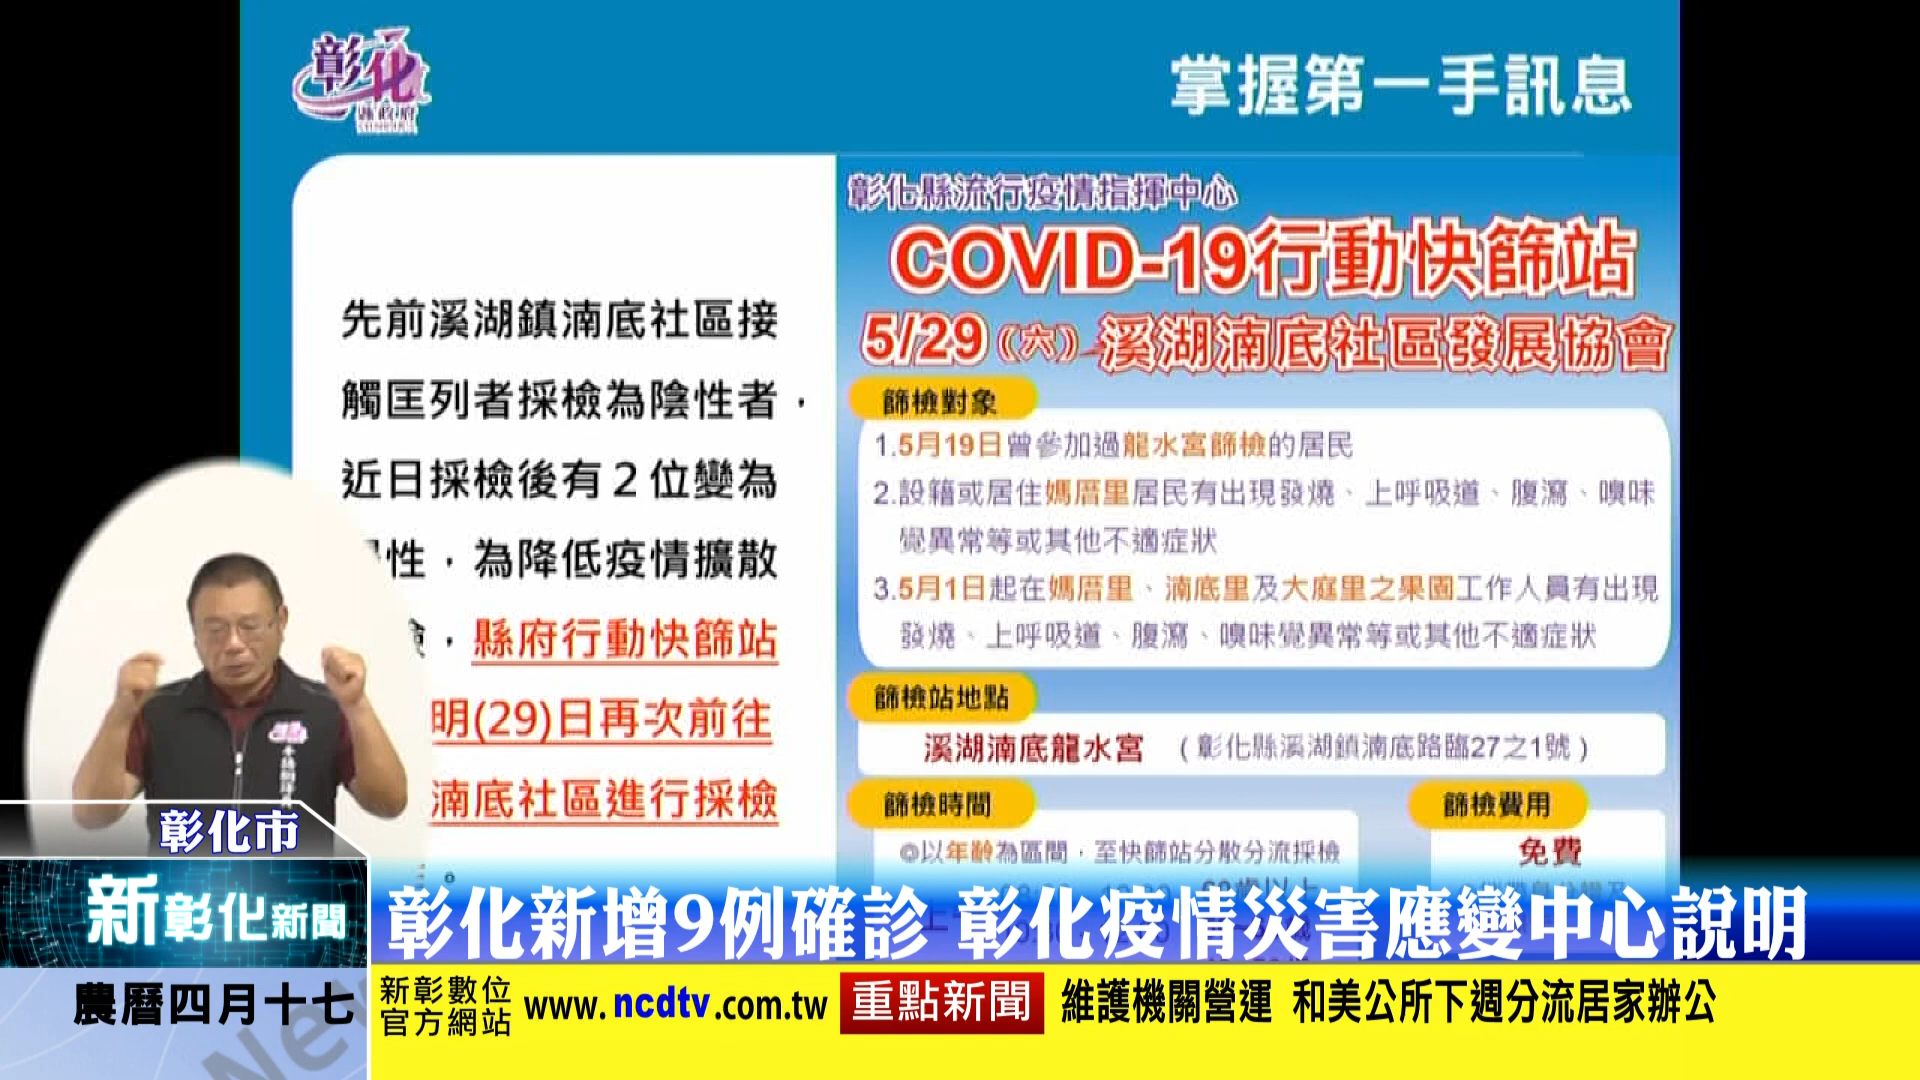 彰化
縣政府
掌握第一手訊息
先前溪湖鎮湳底社區接
觸匡列者採檢為陰性者，
近日採檢後有２位變為
性，為降低疫情擴散
，縣府行動快篩站
明(29)日再次前往
湳底社區進行採檢
。
彰化縣流行疫情指揮中心
COVID-19行動快篩站
5/29（六）溪湖湳底社區發展協會
篩檢對象
1.5月19日曾參加過龍水宮篩檢的居民
2.設籍或居住媽厝里居民有出現發燒、上呼吸道、腹瀉、嗅味
覺異常等或其他不適症狀
3.5月1日起在媽厝里、湳底里及大庭里之果園工作人員有出現
發燒、上呼吸道、腹瀉、嗅味覺異常等或其他不適症狀
篩檢站地點
溪湖湳底龍水宮 （彰化縣溪湖鎮湳底路臨27之1號）
篩檢時間
◎以年齡為區間，至快篩站分散分流採檢
篩檢費用
免費
彰化市
新彰化新聞
彰化新增9例確診 彰化疫情災害應變中心說明
農曆四月十七
新彰數位
官方網站
www.ncdtv.com.tw
重點新聞
維護機關營運 和美公所下週分流居家辦公